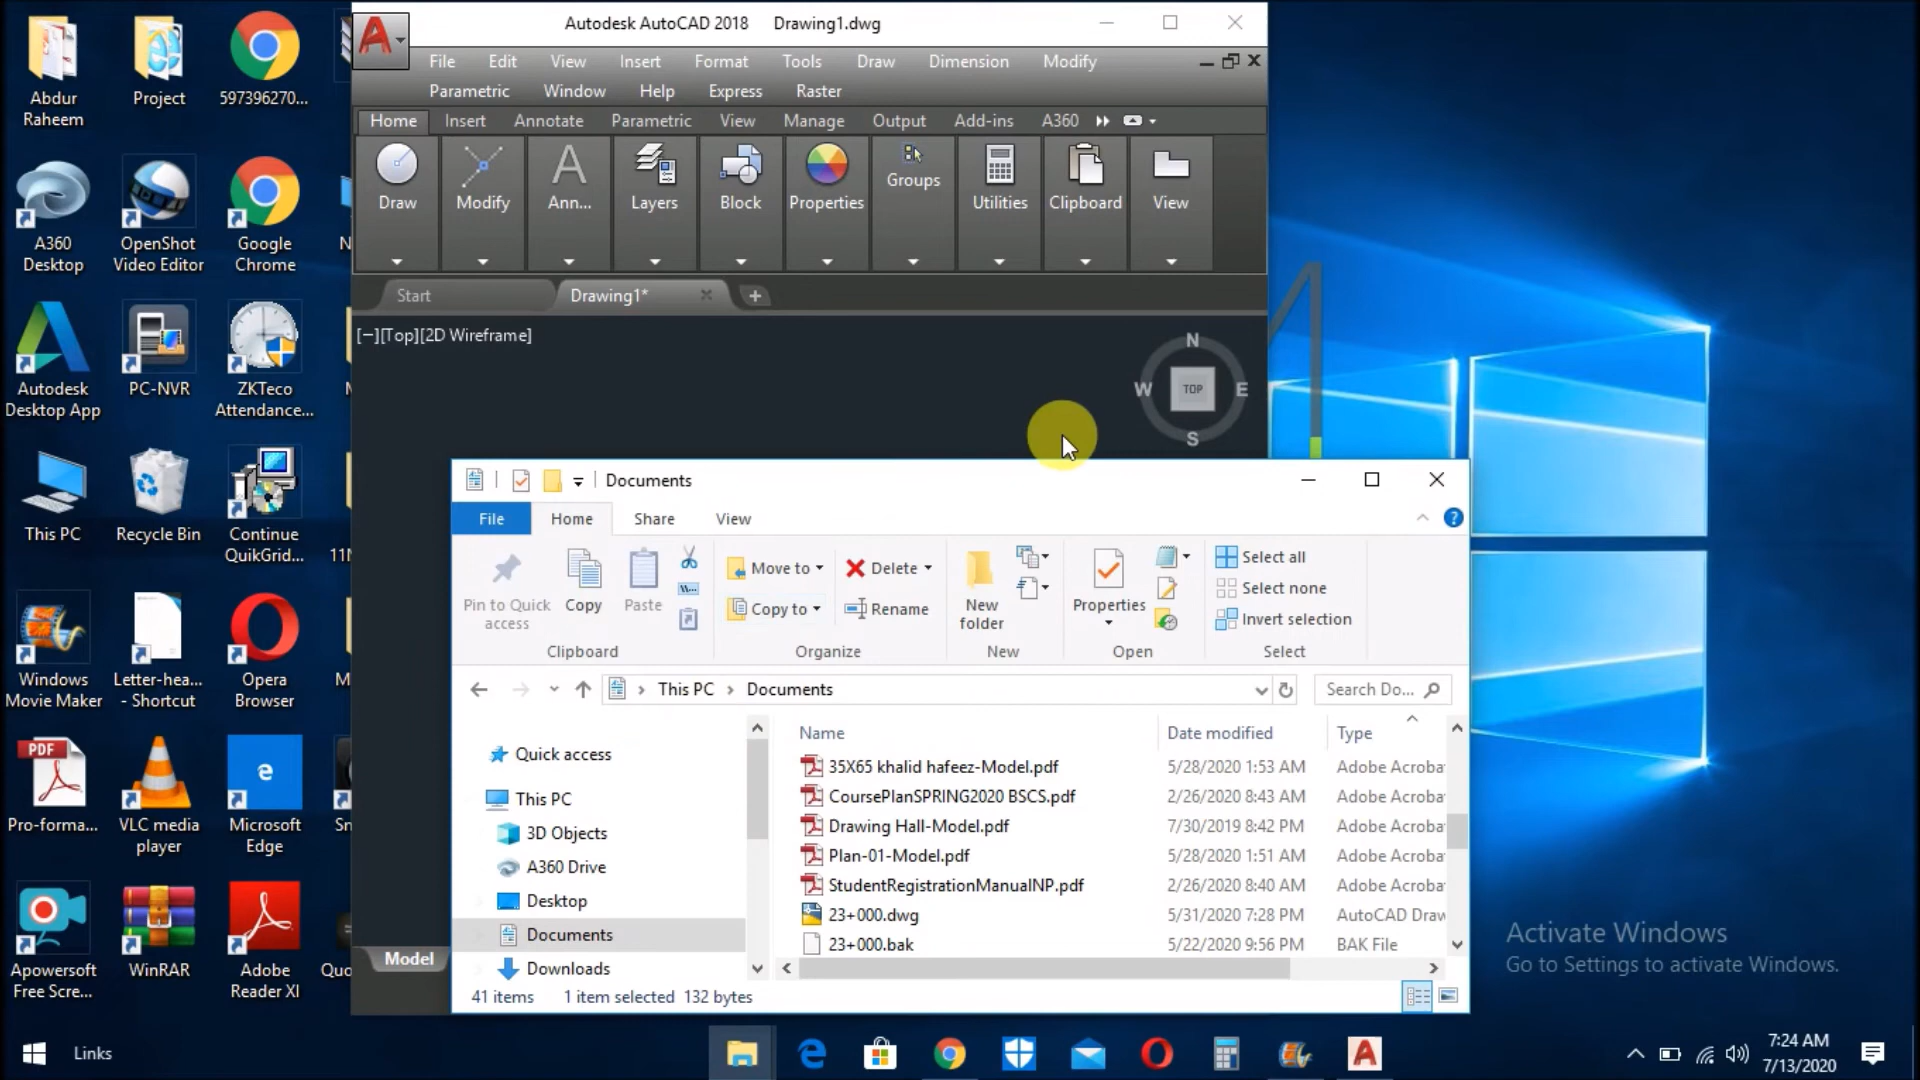 Abdur
Raheem
Project
597396270...
A360
Desktop
OpenShot
Video Editor
Google
Chrome
Autodesk
Desktop App
PC-NVR
ZKTeco
Attendance...
This PC
Recycle Bin
Continue
QuikGrid...
Windows
Movie Maker
Letter-hea...
- Shortcut
Opera
Browser
PDF
Pro-forma...
VLC media
player
Microsoft
Edge
Apowersoft
Free Scre...
WinRAR
Adobe
Reader XI
Autodesk AutoCAD 2018 Drawing1.dwg
File Edit View Insert Format Tools Draw Dimension Modify
Parametric Window Help Express Raster
Home Insert Annotate Parametric View Manage Output Add-ins A360
Draw Modify Ann... Layers Block Properties Groups Utilities Clipboard View
Start Drawing1* +
[−][Top][2D Wireframe]
N
W TOP E
S
Model
Documents
File Home Share View
Pin to Quick
access
Copy
Paste
Move to
Copy to
Delete
Rename
New
folder
Properties
Select all
Select none
Invert selection
Clipboard Organize New Open Select
This PC Documents
Search Do...
Quick access
This PC
3D Objects
A360 Drive
Desktop
Documents
Downloads
Name Date modified Type
35X65 khalid hafeez-Model.pdf 5/28/2020 1:53 AM Adobe Acroba
CoursePlanSPRING2020 BSCS.pdf 2/26/2020 8:43 AM Adobe Acroba
Drawing Hall-Model.pdf 7/30/2019 8:42 PM Adobe Acroba
Plan-01-Model.pdf 5/28/2020 1:51 AM Adobe Acroba
StudentRegistrationManualNP.pdf 2/26/2020 8:40 AM Adobe Acroba
23+000.dwg 5/31/2020 7:28 PM AutoCAD Draw
23+000.bak 5/22/2020 9:56 PM BAK File
41 items 1 item selected 132 bytes
Activate Windows
Go to Settings to activate Windows.
Links
7:24 AM
7/13/2020